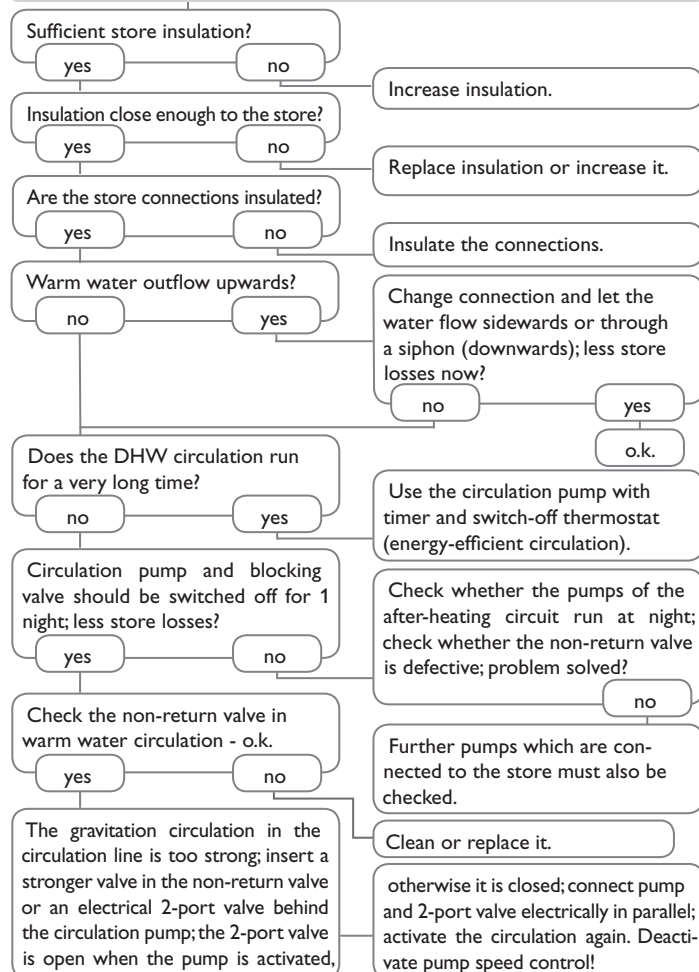 Sufficient store insulation?
yes
no
Increase insulation.
Insulation close enough to the store?
yes
no
Replace insulation or increase it.
Are the store connections insulated?
yes
no
Insulate the connections.
Warm water outflow upwards?
no
yes
Change connection and let the
water flow sidewards or through
a siphon (downwards); less store
losses now?
no
yes
o.k.
Does the DHW circulation run
for a very long time?
no
yes
Use the circulation pump with
timer and switch-off thermostat
(energy-efficient circulation).
Circulation pump and blocking
valve should be switched off for 1
night; less store losses?
yes
no
Check whether the pumps of the
after-heating circuit run at night;
check whether the non-return valve
is defective; problem solved?
no
Further pumps which are con-
nected to the store must also be
checked.
Check the non-return valve in
warm water circulation - o.k.
yes
no
Clean or replace it.
The gravitation circulation in the
circulation line is too strong; insert a
stronger valve in the non-return valve
or an electrical 2-port valve behind
the circulation pump; the 2-port valve
is open when the pump is activated,
otherwise it is closed; connect pump
and 2-port valve electrically in parallel;
activate the circulation again. Deacti-
vate pump speed control!